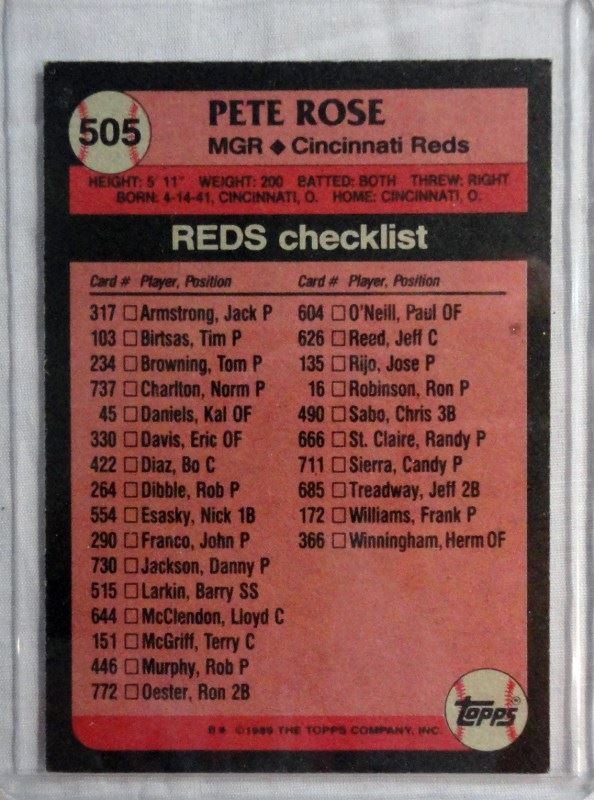 505
PETE ROSE
MGR ◆ Cincinnati Reds
HEIGHT: 5' 11" WEIGHT: 200 BATTED: BOTH THREW: RIGHT
BORN: 4-14-41, CINCINNATI, O. HOME: CINCINNATI, O.
REDS checklist
Card # Player, Position
317 □ Armstrong, Jack P
103 □ Birtsas, Tim P
234 □ Browning, Tom P
737 □ Charlton, Norm P
45 □ Daniels, Kal OF
330 □ Davis, Eric OF
422 □ Diaz, Bo C
264 □ Dibble, Rob P
554 □ Esasky, Nick 1B
290 □ Franco, John P
730 □ Jackson, Danny P
515 □ Larkin, Barry SS
644 □ McClendon, Lloyd C
151 □ McGriff, Terry C
446 □ Murphy, Rob P
772 □ Oester, Ron 2B
Card # Player, Position
604 □ O'Neill, Paul OF
626 □ Reed, Jeff C
135 □ Rijo, Jose P
16 □ Robinson, Ron P
490 □ Sabo, Chris 3B
666 □ St. Claire, Randy P
711 □ Sierra, Candy P
685 □ Treadway, Jeff 2B
172 □ Williams, Frank P
366 □ Winningham, Herm OF
topps®
B* ©1989 THE TOPPS COMPANY, INC.